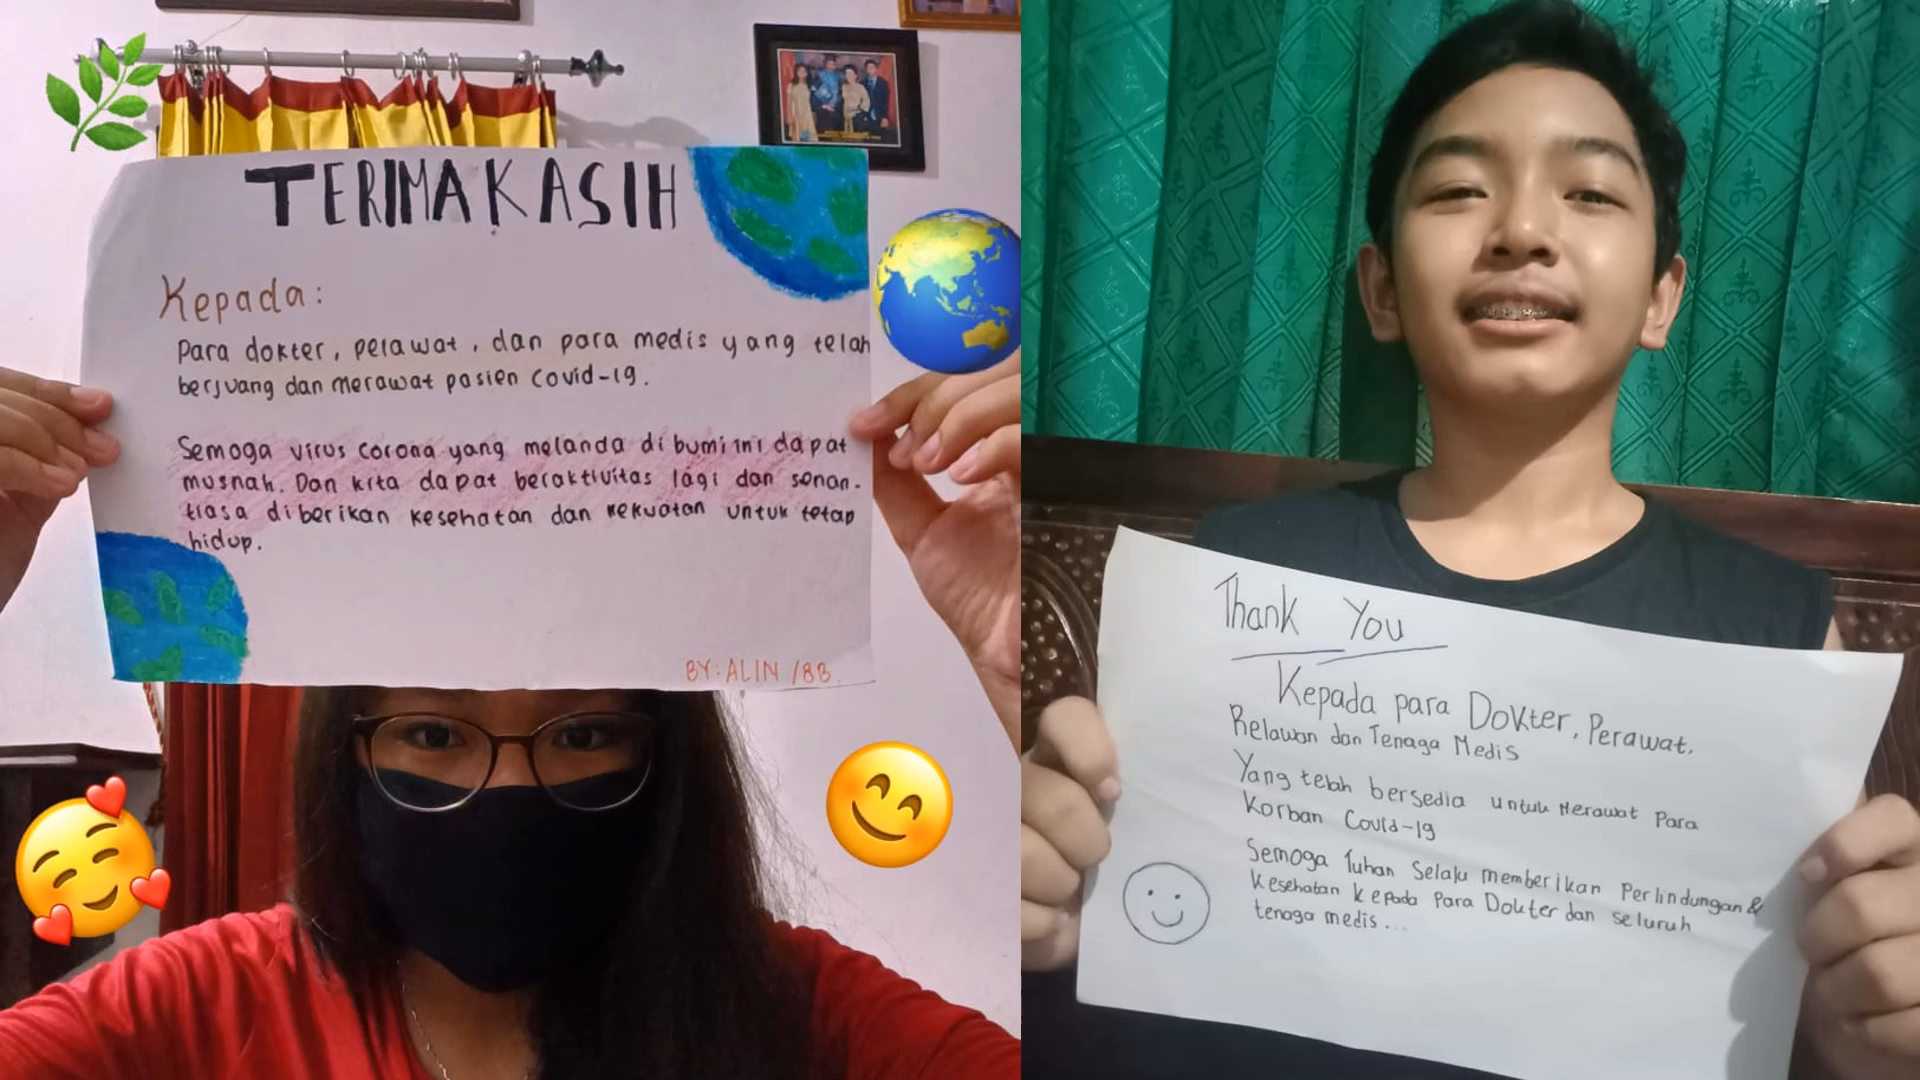 TERIMAKASIH
Kepada:
Para dokter, perawat, dan para medis yang telah
berjuang dan merawat pasien Covid-19.
Semoga virus corona yang melanda di bumi ini dapat
musnah. Dan kita dapat beraktivitas lagi dan senan-
tiasa diberikan kesehatan dan kekuatan untuk tetap
hidup.
BY: ALIN /8B
Thank You
Kepada para Dokter, Perawat,
Relawan dan Tenaga Medis
Yang telah bersedia untuk Merawat Para
Korban Covid-19
Semoga Tuhan Selalu memberikan Perlindungan &
Kesehatan kepada Para Dokter dan seluruh
tenaga medis...